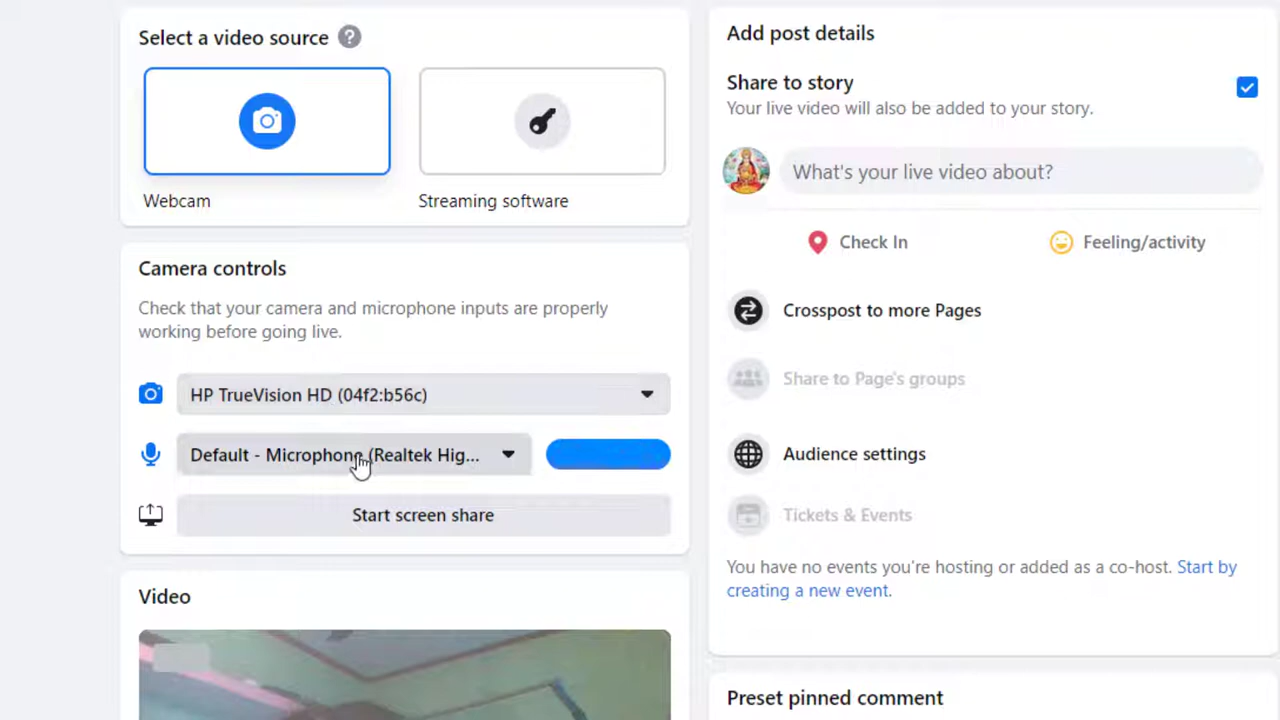 Select a video source
Webcam
Streaming software
Camera controls
Check that your camera and microphone inputs are properly
working before going live.
HP TrueVision HD (04f2:b56c)
Default - Microphone (Realtek Hig...
Start screen share
Video
Add post details
Share to story
Your live video will also be added to your story.
What's your live video about?
Check In
Feeling/activity
Crosspost to more Pages
Share to Page's groups
Audience settings
Tickets & Events
You have no events you're hosting or added as a co-host. Start by
creating a new event.
Preset pinned comment